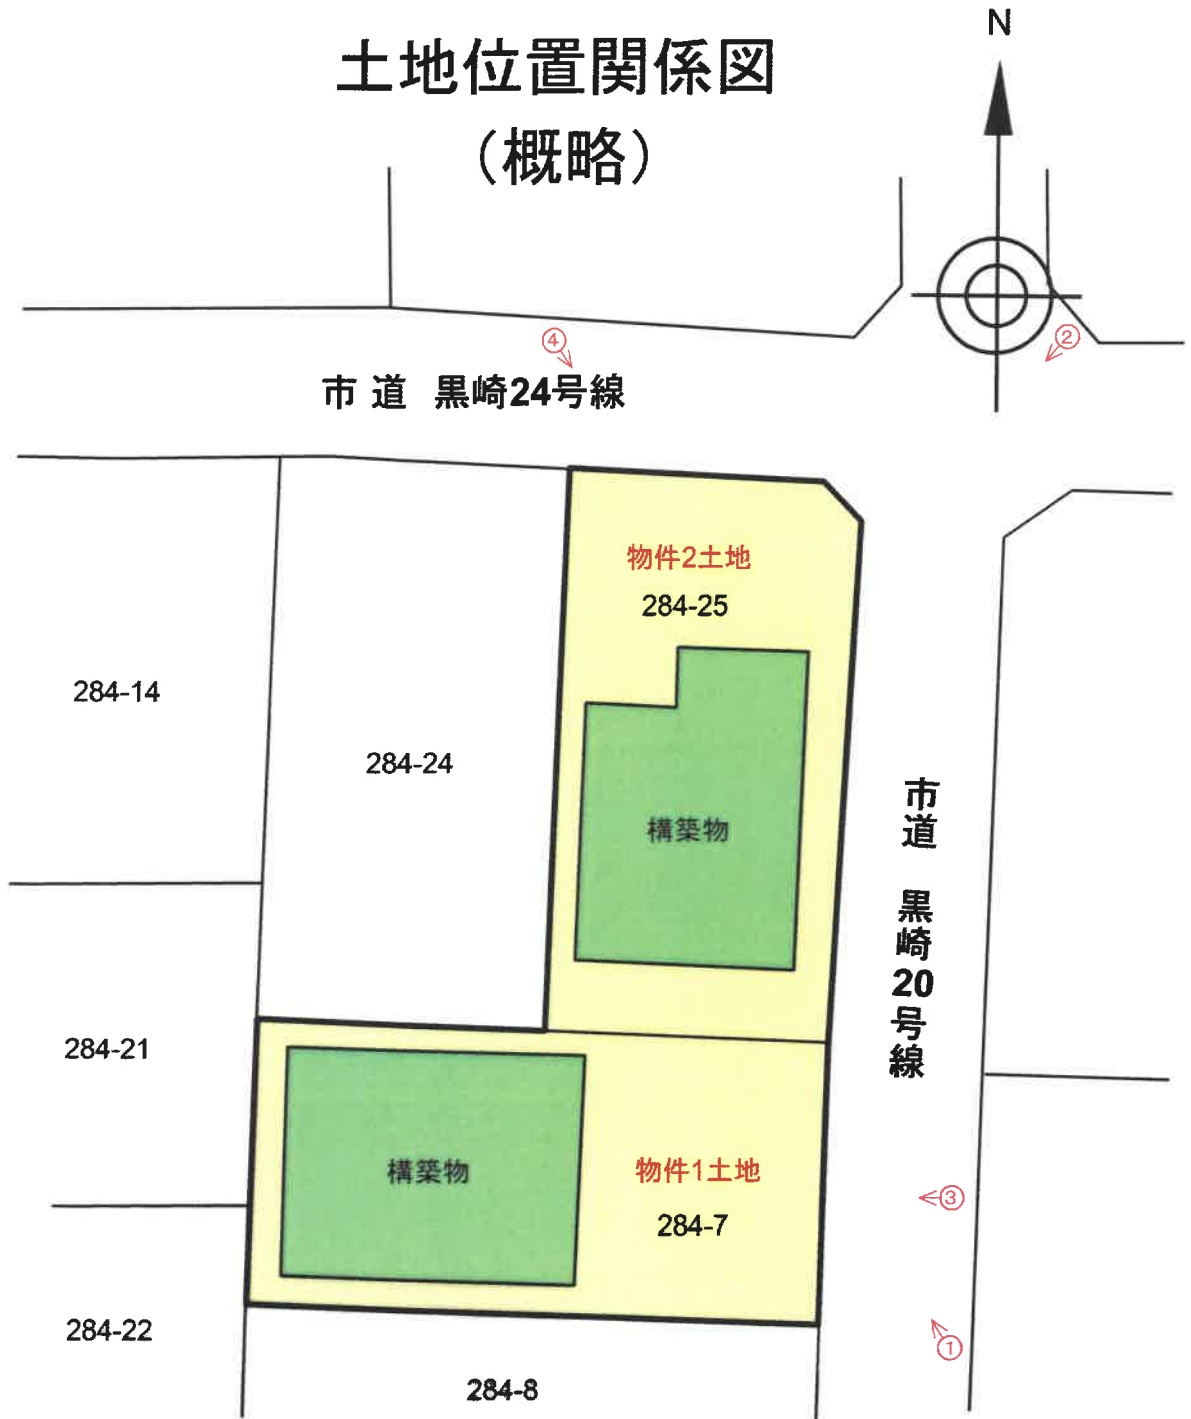 N
土地位置関係図
（概略）
④
②
市道 黒崎24号線
物件2土地
284-25
284-14
284-24
構築物
市道 黒崎20号線
284-21
構築物
物件1土地
284-7
③
284-22
①
284-8